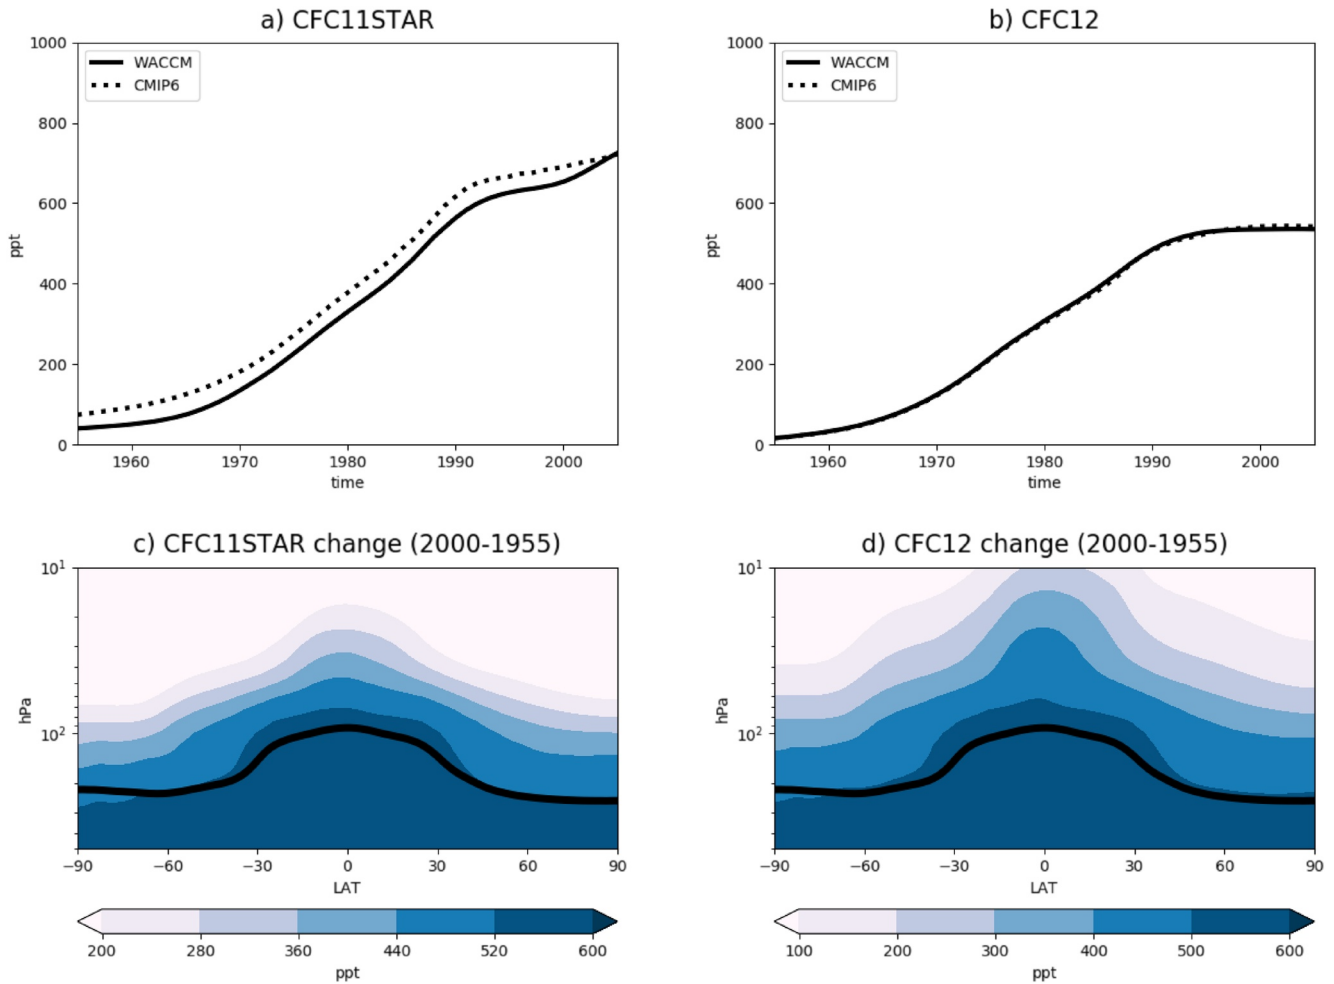 a) CFC11STAR
1000
800
600
400
200
0
ppt
WACCM
CMIP6
1960
1970
1980
1990
2000
time
b) CFC12
1000
800
600
400
200
0
ppt
WACCM
CMIP6
1960
1970
1980
1990
2000
time
c) CFC11STAR change (2000-1955)
10¹
10²
hPa
−90
−60
−30
0
30
60
90
LAT
200
280
360
440
520
600
ppt
d) CFC12 change (2000-1955)
10¹
10²
hPa
−90
−60
−30
0
30
60
90
LAT
100
200
300
400
500
600
ppt